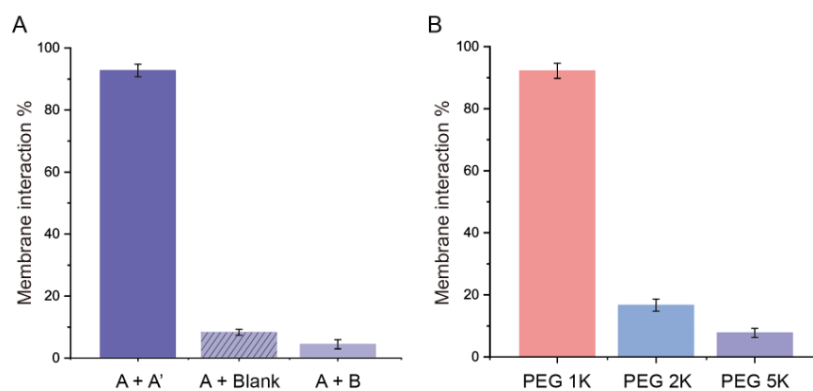 A
Membrane interaction %
100
80
60
40
20
0
A + A'
A + Blank
A + B
B
Membrane interaction %
100
80
60
40
20
0
PEG 1K
PEG 2K
PEG 5K